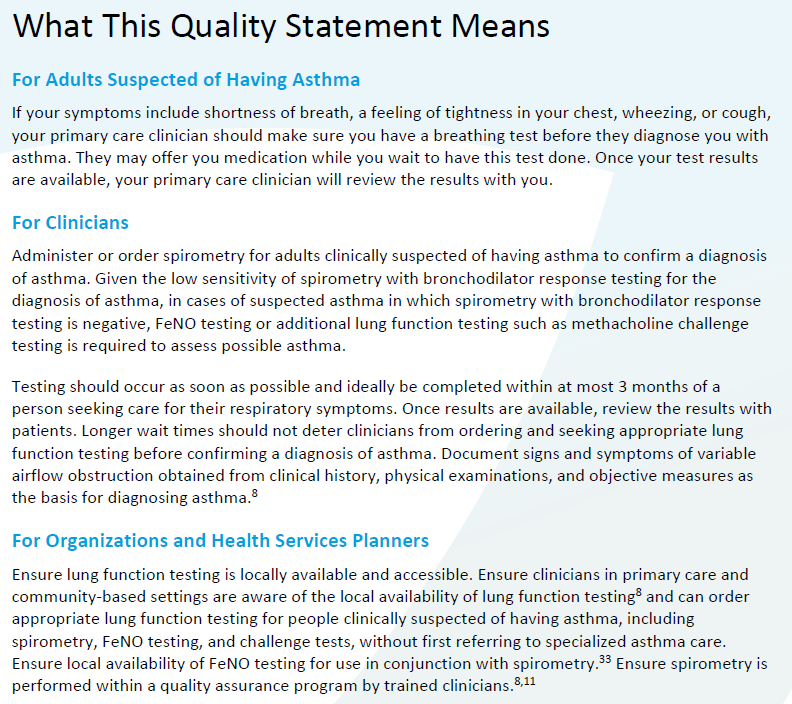 What This Quality Statement Means
For Adults Suspected of Having Asthma
If your symptoms include shortness of breath, a feeling of tightness in your chest, wheezing, or cough,
your primary care clinician should make sure you have a breathing test before they diagnose you with
asthma. They may offer you medication while you wait to have this test done. Once your test results
are available, your primary care clinician will review the results with you.
For Clinicians
Administer or order spirometry for adults clinically suspected of having asthma to confirm a diagnosis
of asthma. Given the low sensitivity of spirometry with bronchodilator response testing for the
diagnosis of asthma, in cases of suspected asthma in which spirometry with bronchodilator response
testing is negative, FeNO testing or additional lung function testing such as methacholine challenge
testing is required to assess possible asthma.
Testing should occur as soon as possible and ideally be completed within at most 3 months of a
person seeking care for their respiratory symptoms. Once results are available, review the results with
patients. Longer wait times should not deter clinicians from ordering and seeking appropriate lung
function testing before confirming a diagnosis of asthma. Document signs and symptoms of variable
airflow obstruction obtained from clinical history, physical examinations, and objective measures as
the basis for diagnosing asthma.8
For Organizations and Health Services Planners
Ensure lung function testing is locally available and accessible. Ensure clinicians in primary care and
community-based settings are aware of the local availability of lung function testing8 and can order
appropriate lung function testing for people clinically suspected of having asthma, including
spirometry, FeNO testing, and challenge tests, without first referring to specialized asthma care.
Ensure local availability of FeNO testing for use in conjunction with spirometry.33 Ensure spirometry is
performed within a quality assurance program by trained clinicians.8,11